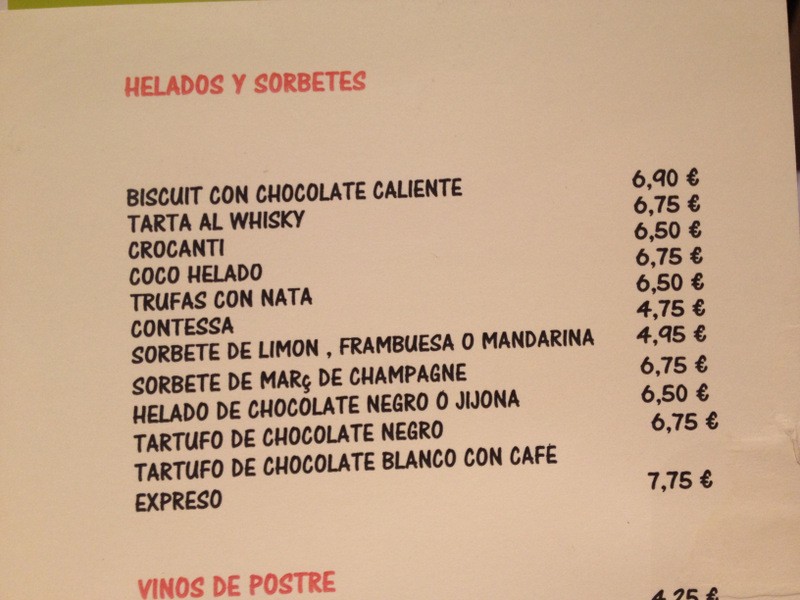 HELADOS Y SORBETES
BISCUIT CON CHOCOLATE CALIENTE 6,90 €
TARTA AL WHISKY 6,75 €
CROCANTI 6,50 €
COCO HELADO 6,75 €
TRUFAS CON NATA 6,50 €
CONTESSA 4,75 €
SORBETE DE LIMON , FRAMBUESA O MANDARINA 4,95 €
SORBETE DE MARç DE CHAMPAGNE 6,75 €
HELADO DE CHOCOLATE NEGRO O JIJONA 6,50 €
TARTUFO DE CHOCOLATE NEGRO 6,75 €
TARTUFO DE CHOCOLATE BLANCO CON CAFÉ
EXPRESO 7,75 €
VINOS DE POSTRE
4,25 €